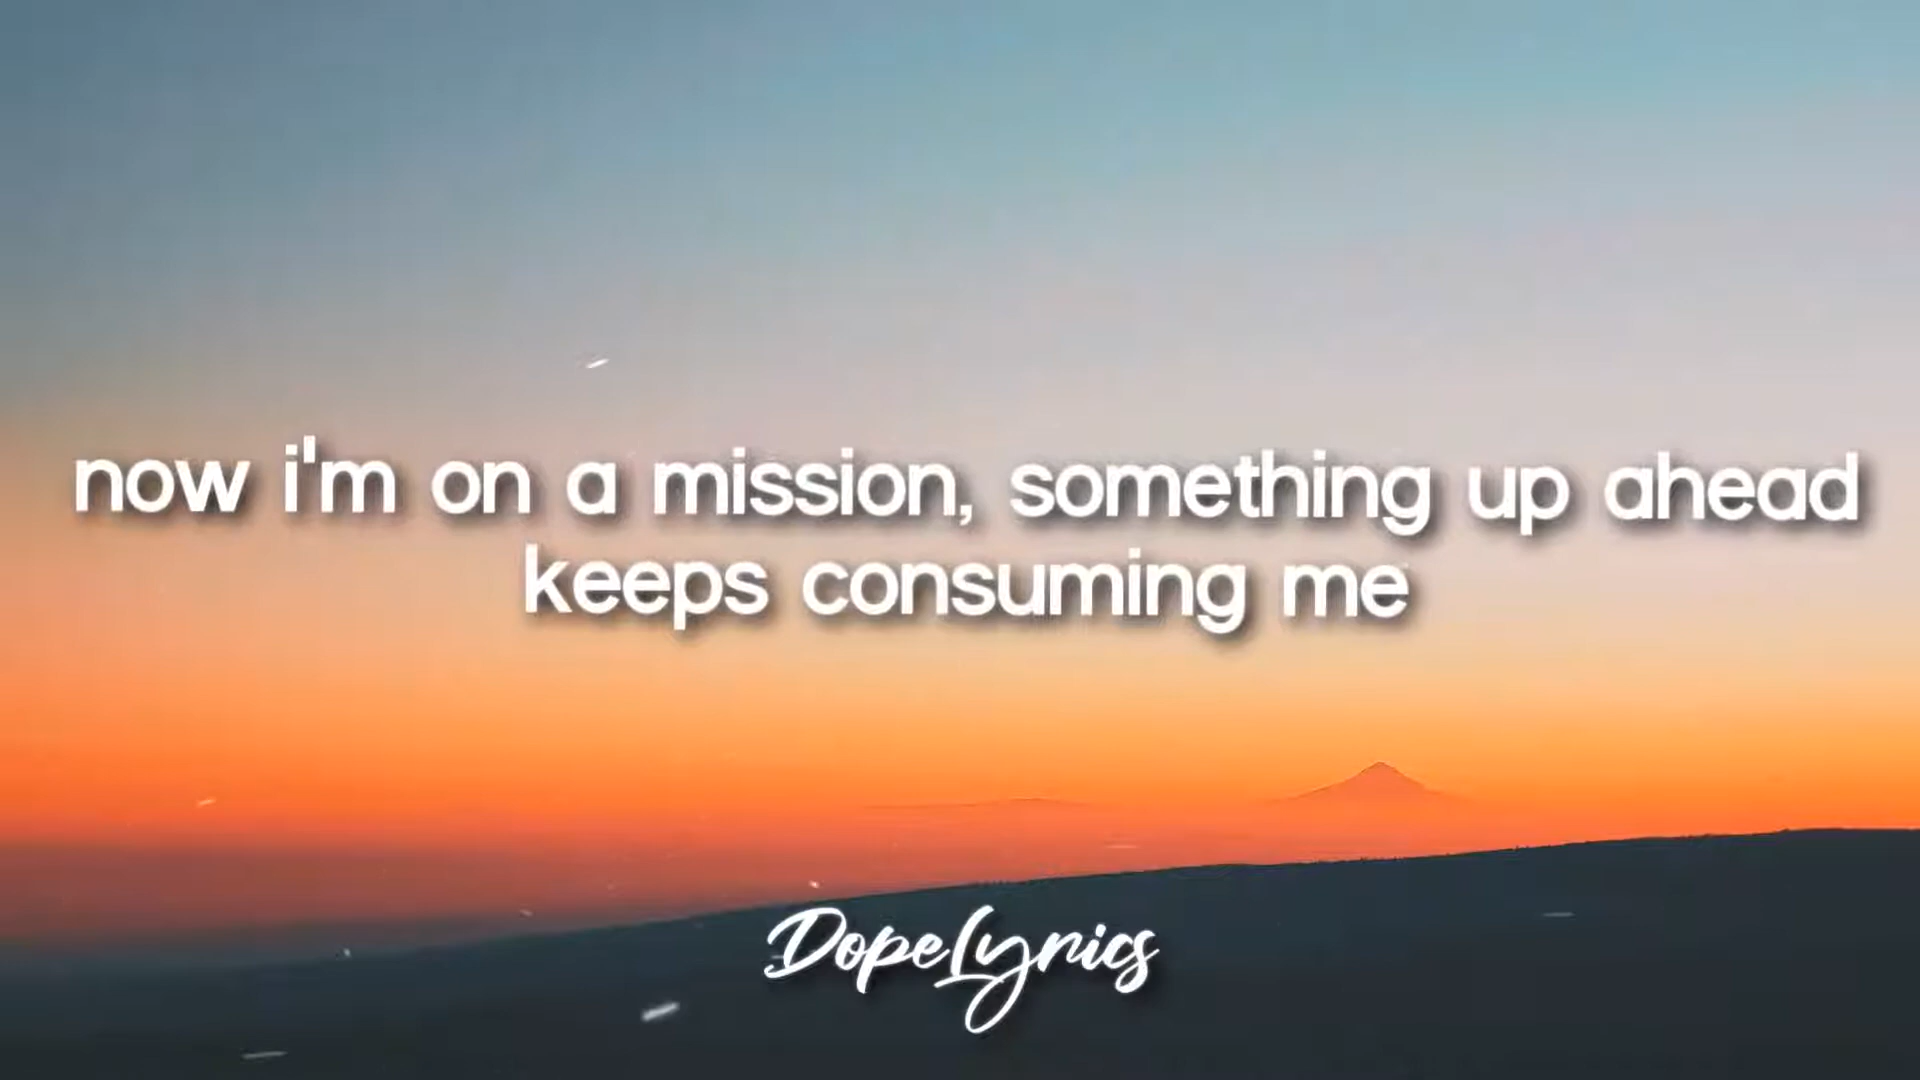 now i'm on a mission, something up ahead
keeps consuming me
DopeLyrics